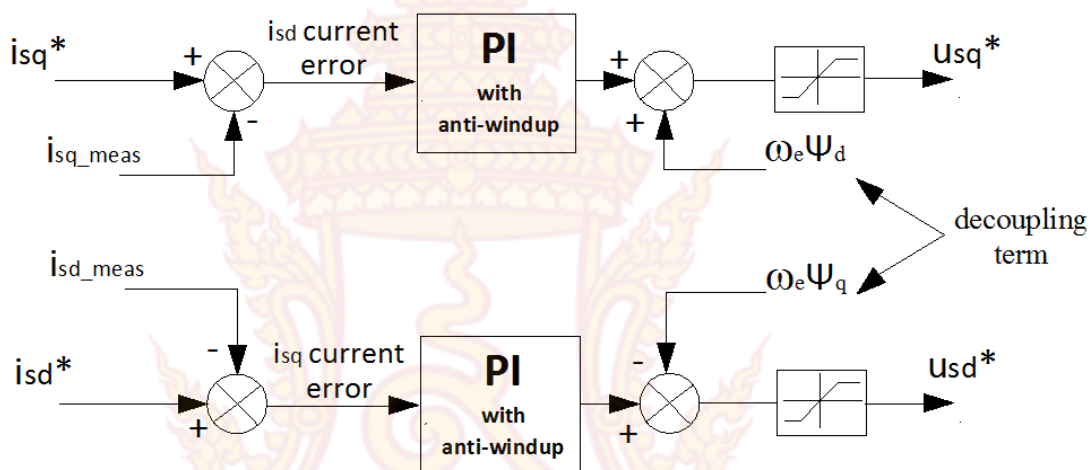 isq*
+
-
isd current
error
PI
with
anti-windup
+
+
usq*
isq_meas
ωeΨd
decoupling
term
isd_meas
ωeΨq
isd*
-
+
isq current
error
PI
with
anti-windup
-
+
usd*